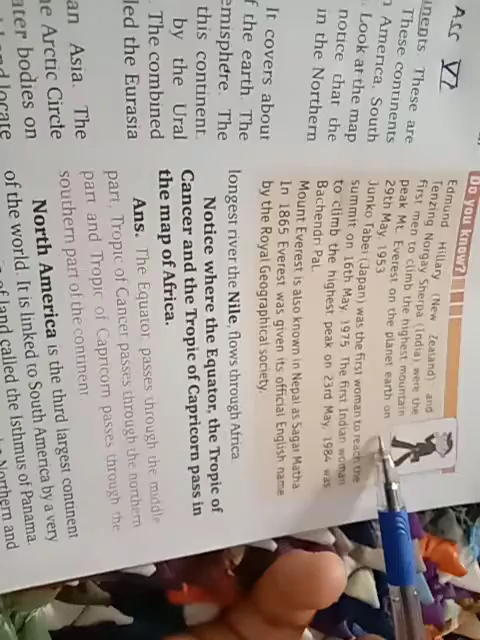 Ass VI
These are
These continents
America. South
Look at the map
notice that the
in the Northern
It covers about
the earth. The
The
this continent.
by the Ural
The combined
the Eurasia
Asia. The
Arctic Circle
bodies on
Do you know?
Edmund Hillary (New Zealand) and
Tenzing Norgay Sherpa (India) were the
first men to climb the highest mountain
peak Mt. Everest on the planet earth on
29th May, 1953
Junko Tabei (Japan) was the first woman to reach the
summit on 16th May, 1975. The first Indian woman
to climb the highest peak on 23rd May, 1984 was
Bachendri Pal.
Mount Everest is also known in Nepal as Sagar Matha
In 1865 Everest was given its official English name
by the Royal Geographical society.
longest river the Nile, flows through Africa
Notice where the Equator, the Tropic of
Cancer and the Tropic of Capricorn pass in
the map of Africa.
Ans. The Equator passes through the middle
part, Tropic of Cancer passes through the northern
part and Tropic of Capricorn passes through the
southern part of the continent
North America is the third largest continent
of the world. It is linked to South America by a very
of land called the Isthmus of Panama.
Northern and